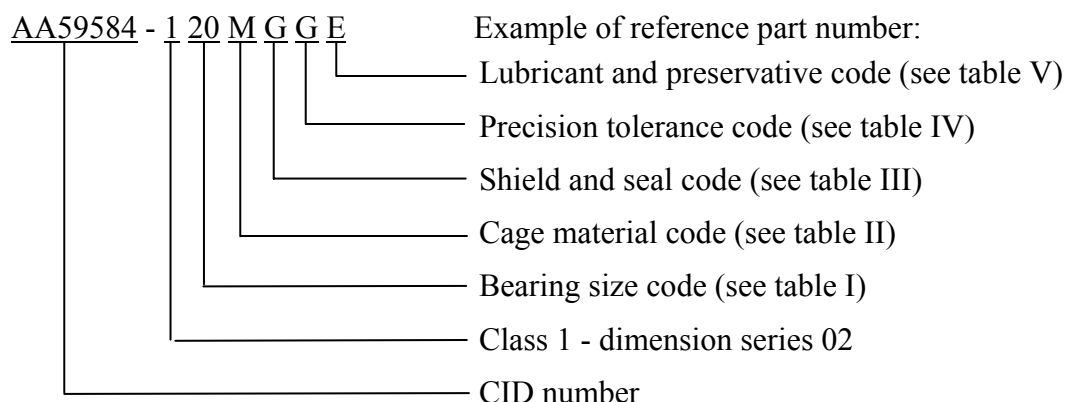 AA59584 - 1 20 M G G E Example of reference part number:
Lubricant and preservative code (see table V)
Precision tolerance code (see table IV)
Shield and seal code (see table III)
Cage material code (see table II)
Bearing size code (see table I)
Class 1 - dimension series 02
CID number